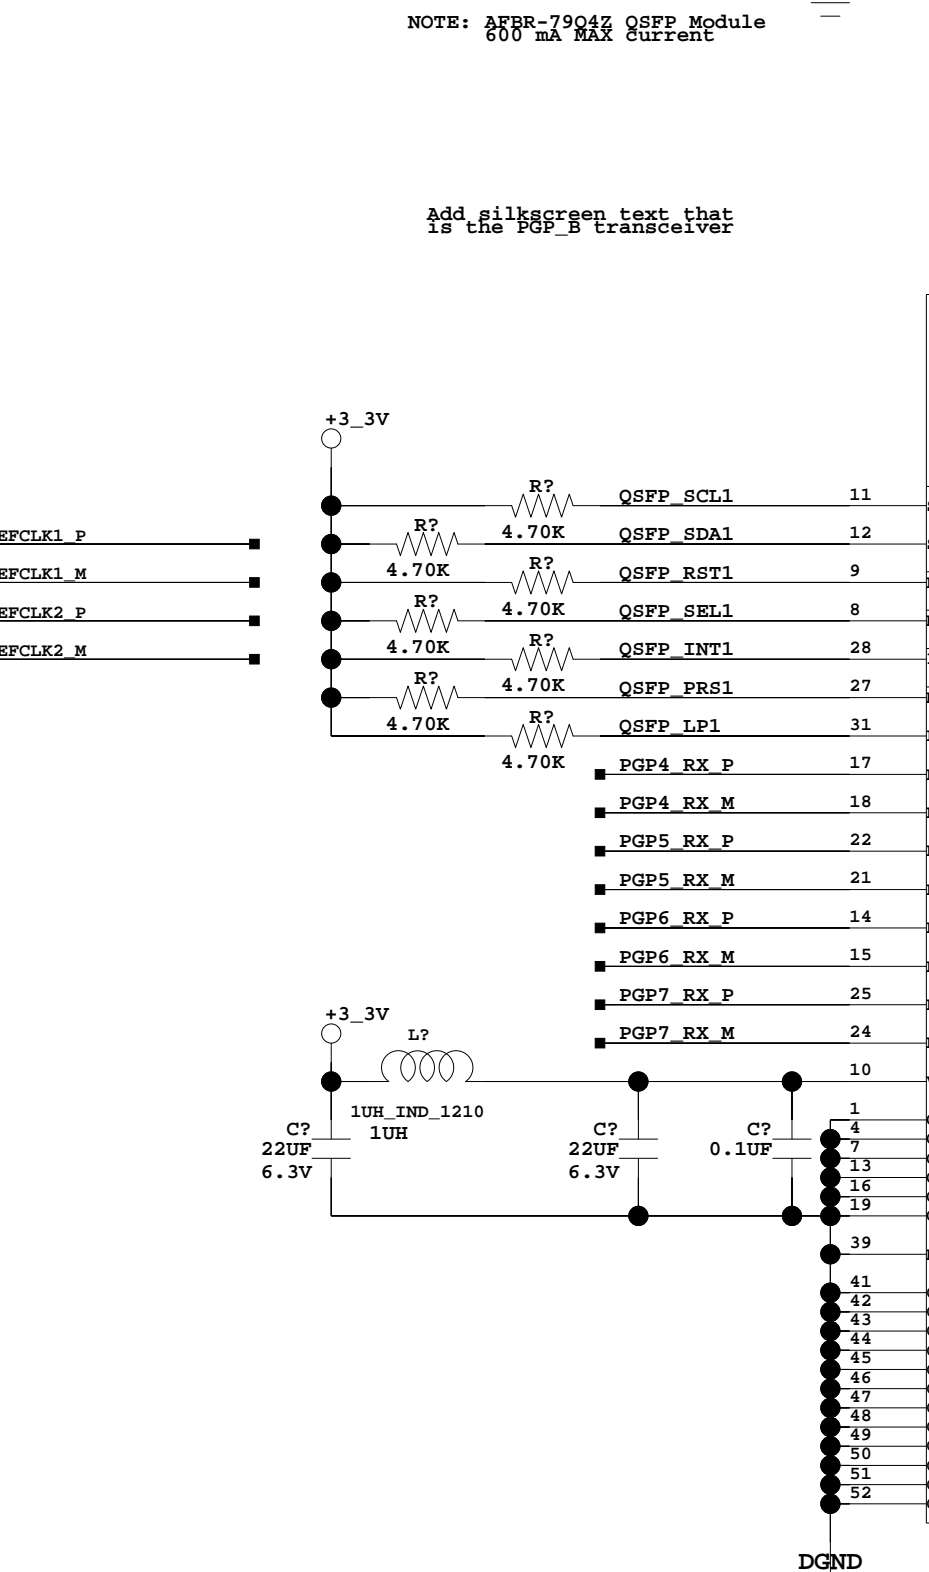 NOTE: AFBR-79Q4Z QSFP Module
600 mA MAX current
Add silkscreen text that
is the PGP_B transceiver
+3_3V
R?
QSFP_SCL1
11
4.70K
EFCLK1_P
R?
QSFP_SDA1
12
4.70K
EFCLK1_M
R?
QSFP_RST1
9
4.70K
EFCLK2_P
R?
QSFP_SEL1
8
4.70K
EFCLK2_M
R?
QSFP_INT1
28
4.70K
R?
QSFP_PRS1
27
4.70K
R?
QSFP_LP1
31
4.70K
PGP4_RX_P
17
PGP4_RX_M
18
PGP5_RX_P
22
PGP5_RX_M
21
PGP6_RX_P
14
PGP6_RX_M
15
PGP7_RX_P
25
PGP7_RX_M
24
+3_3V
L?
1UH_IND_1210
1UH
10
C?
22UF
6.3V
C?
22UF
6.3V
C?
0.1UF
1
4
7
13
16
19
39
41
42
43
44
45
46
47
48
49
50
51
52
DGND